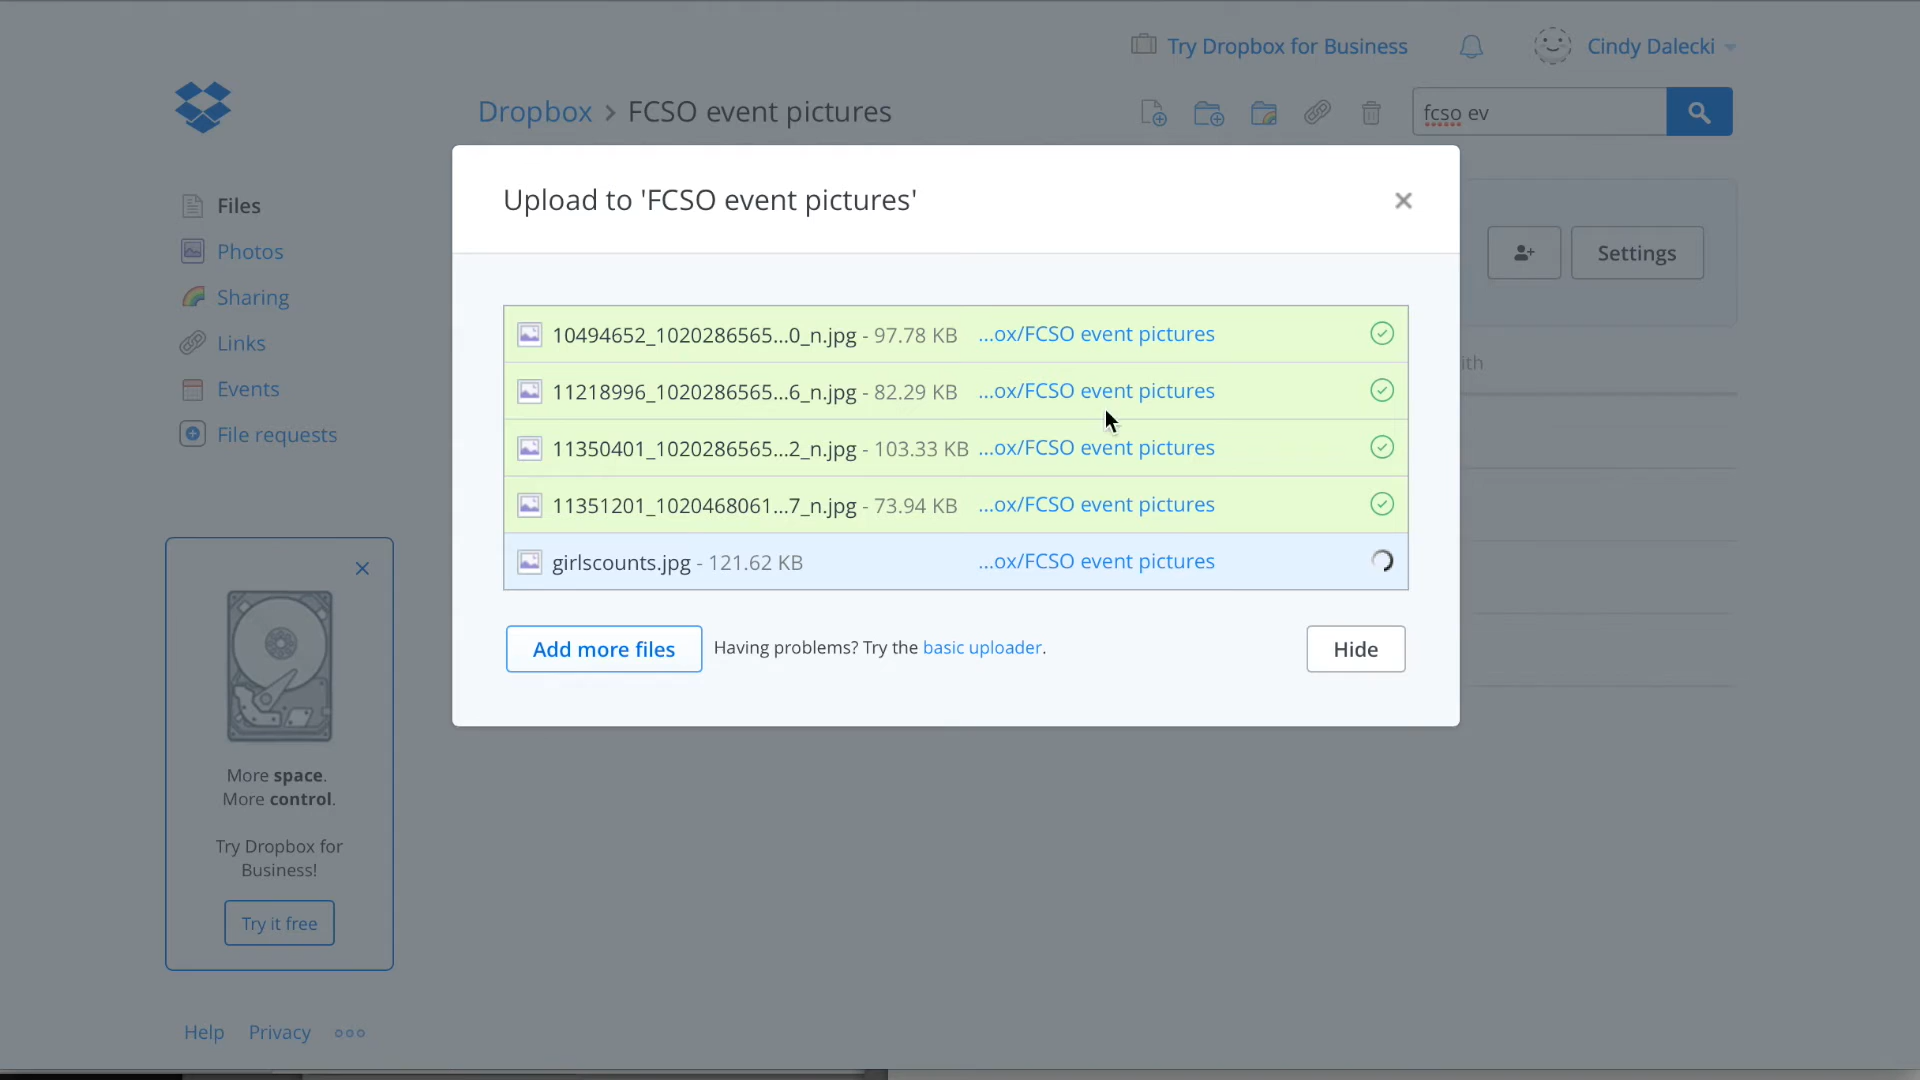 Try Dropbox for Business
Cindy Dalecki
Dropbox > FCSO event pictures
fcso ev
Files
Photos
Sharing
Links
Events
File requests
Upload to 'FCSO event pictures'
×
Settings
ith
10494652_1020286565...0_n.jpg - 97.78 KB ...ox/FCSO event pictures
11218996_1020286565...6_n.jpg - 82.29 KB ...ox/FCSO event pictures
11350401_1020286565...2_n.jpg - 103.33 KB ...ox/FCSO event pictures
11351201_1020468061...7_n.jpg - 73.94 KB ...ox/FCSO event pictures
girlscounts.jpg - 121.62 KB ...ox/FCSO event pictures
Add more files
Having problems? Try the basic uploader.
Hide
More space.
More control.
Try Dropbox for
Business!
Try it free
Help
Privacy